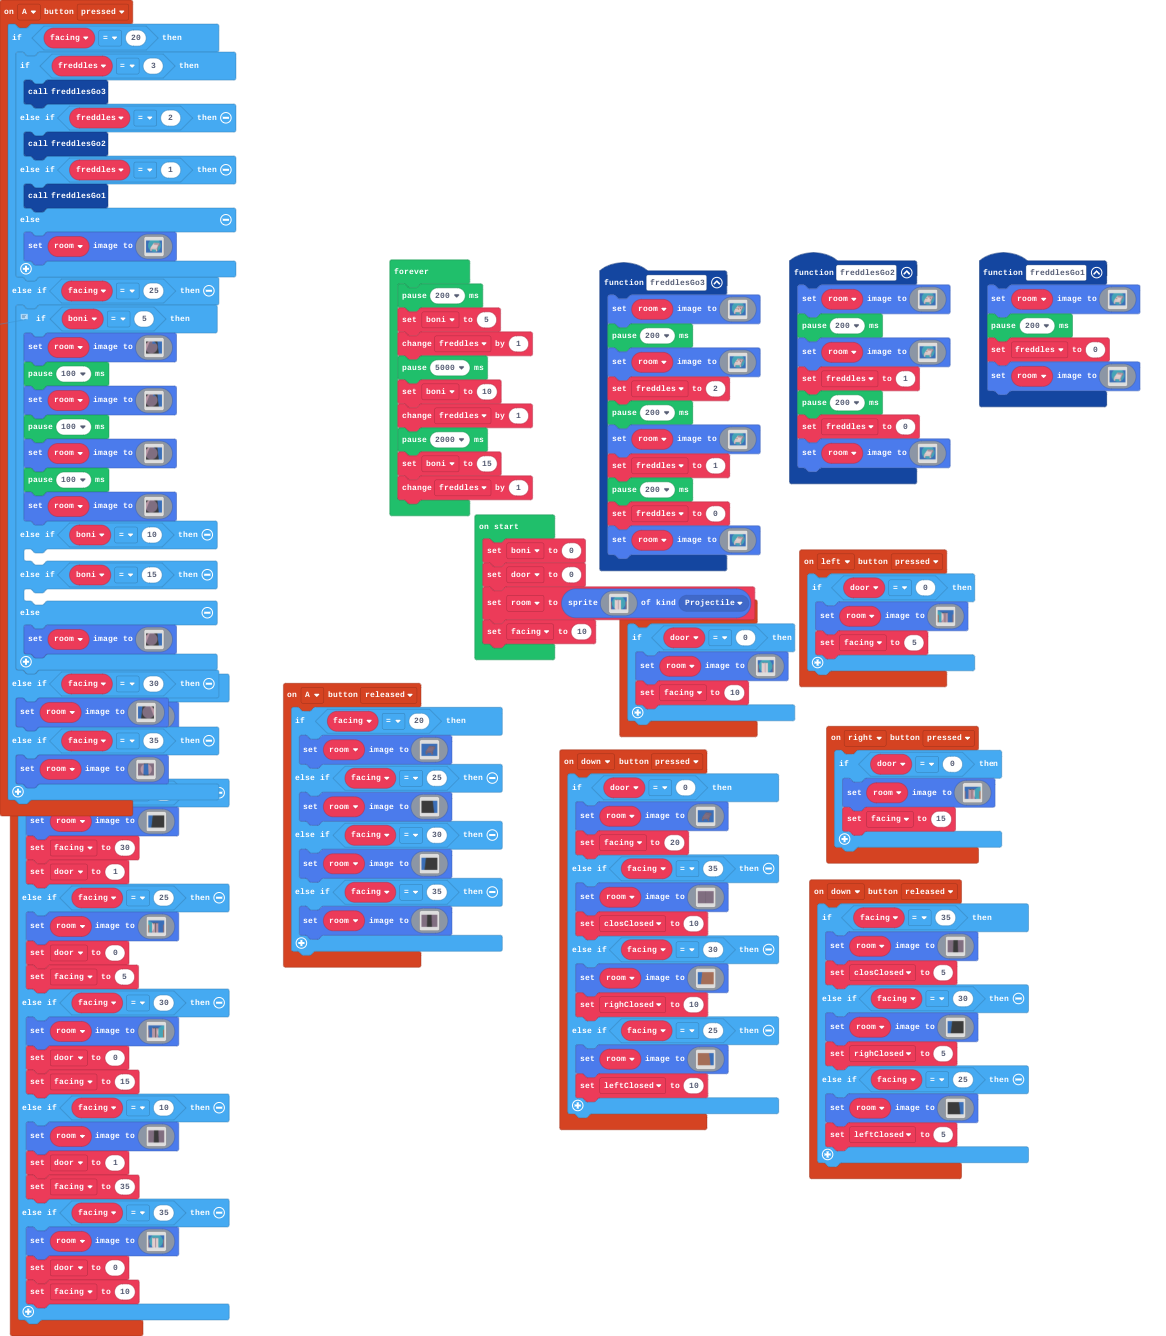 on A button pressed
if facing = 20 then
if freddles = 3 then
call freddlesGo3
else if freddles = 2 then
call freddlesGo2
else if freddles = 1 then
call freddlesGo1
else
set room image to
else if facing = 25 then
if boni = 5 then
set room image to
pause 100 ms
set room image to
pause 100 ms
set room image to
pause 100 ms
set room image to
else if boni = 10 then
else if boni = 15 then
else
set room image to
else if facing = 30 then
set room image to
else if facing = 35 then
set room image to
set room image to
set facing to 30
set door to 1
else if facing = 25 then
set room image to
set door to 0
set facing to 5
else if facing = 30 then
set room image to
set door to 0
set facing to 15
else if facing = 10 then
set room image to
set door to 1
set facing to 35
else if facing = 35 then
set room image to
set door to 0
set facing to 10
on A button released
if facing = 20 then
set room image to
else if facing = 25 then
set room image to
else if facing = 30 then
set room image to
else if facing = 35 then
set room image to
forever
pause 200 ms
set boni to 5
change freddles by 1
pause 5000 ms
set boni to 10
change freddles by 1
pause 2000 ms
set boni to 15
change freddles by 1
on start
set boni to 0
set door to 0
set room to sprite of kind Projectile
set facing to 10
function freddlesGo3
set room image to
pause 200 ms
set room image to
set freddles to 2
pause 200 ms
set room image to
set freddles to 1
pause 200 ms
set freddles to 0
set room image to
function freddlesGo2
set room image to
pause 200 ms
set room image to
set freddles to 1
pause 200 ms
set freddles to 0
set room image to
function freddlesGo1
set room image to
pause 200 ms
set freddles to 0
set room image to
if door = 0 then
set room image to
set facing to 10
on left button pressed
if door = 0 then
set room image to
set facing to 5
on right button pressed
if door = 0 then
set room image to
set facing to 15
on down button pressed
if door = 0 then
set room image to
set facing to 20
else if facing = 35 then
set room image to
set closClosed to 10
else if facing = 30 then
set room image to
set righClosed to 10
else if facing = 25 then
set room image to
set leftClosed to 10
on down button released
if facing = 35 then
set room image to
set closClosed to 5
else if facing = 30 then
set room image to
set righClosed to 5
else if facing = 25 then
set room image to
set leftClosed to 5